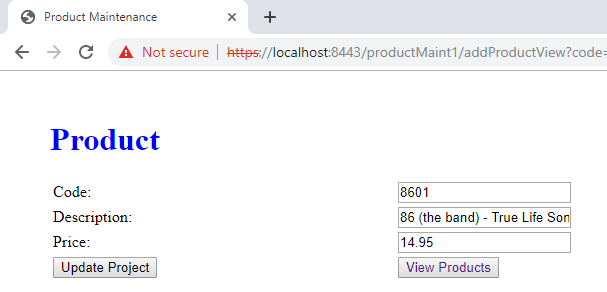 Product Maintenance
Not secure https://localhost:8443/productMaint1/addProductView?code=
Product
Code: 8601
Description: 86 (the band) - True Life Son
Price: 14.95
Update Project View Products